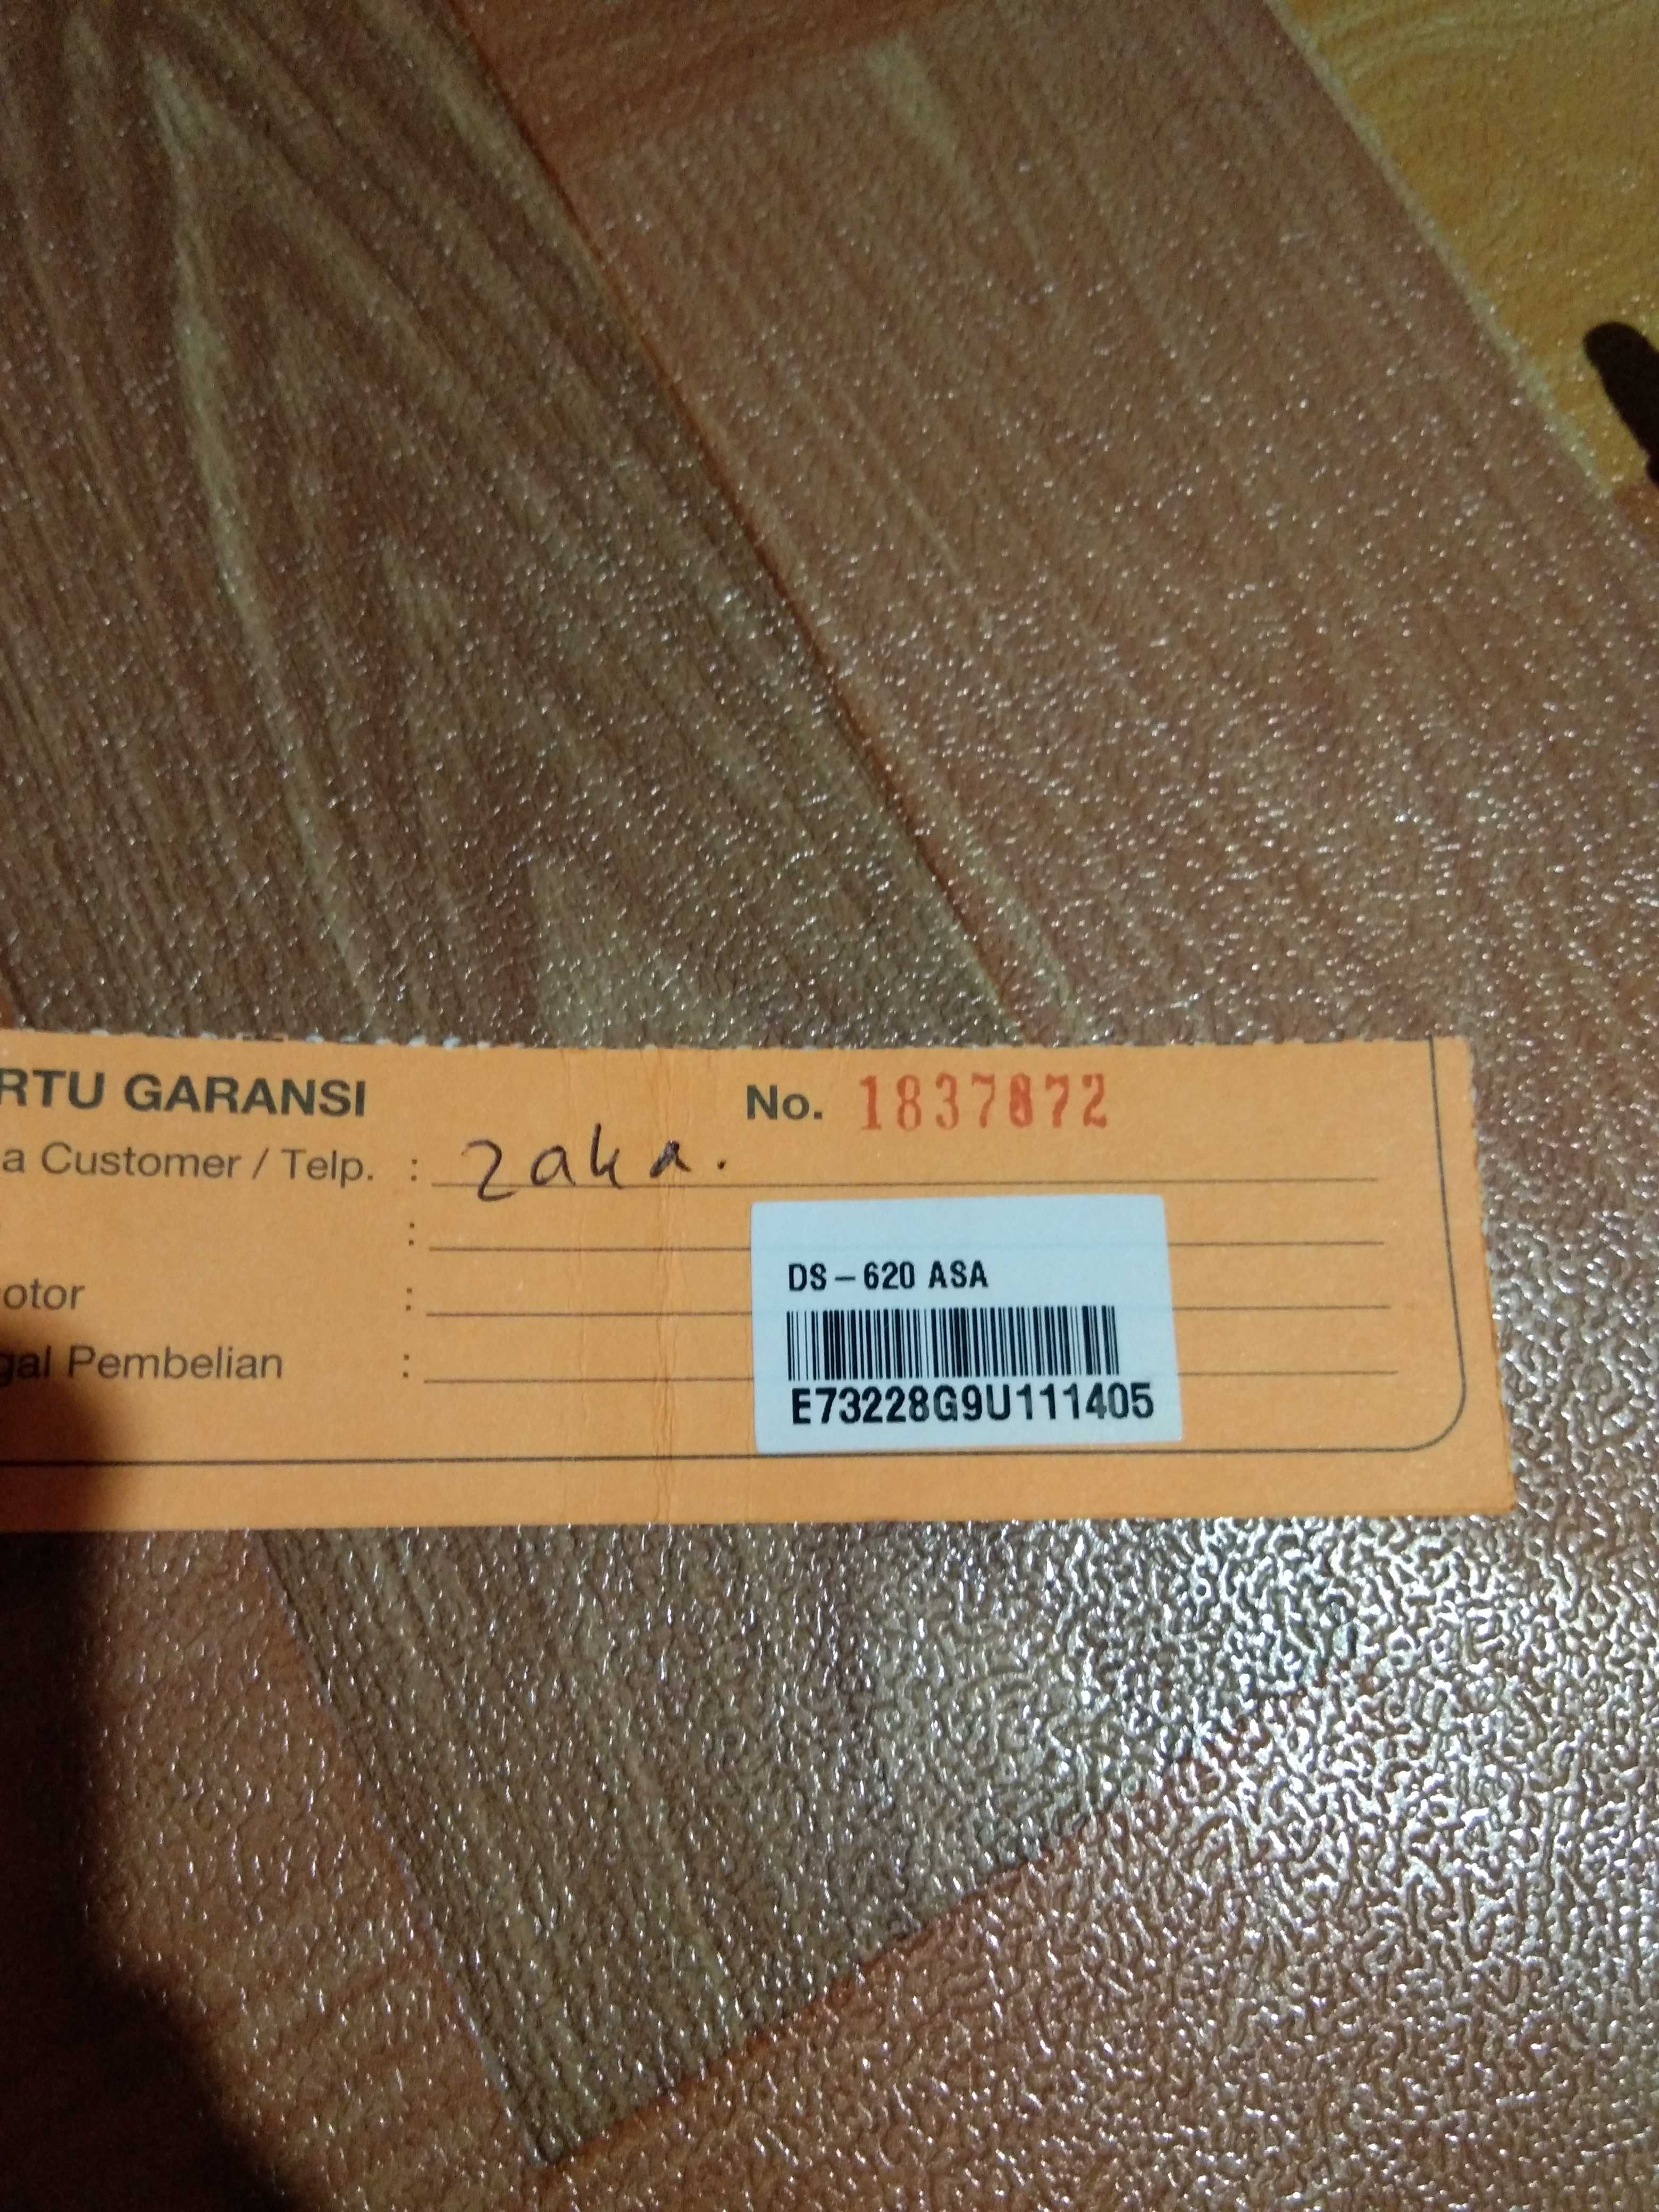 RTU GARANSI No. 1837872
a Customer / Telp. : zaka.
:
otor :
gal Pembelian :
DS-620 ASA
E73228G9U111405